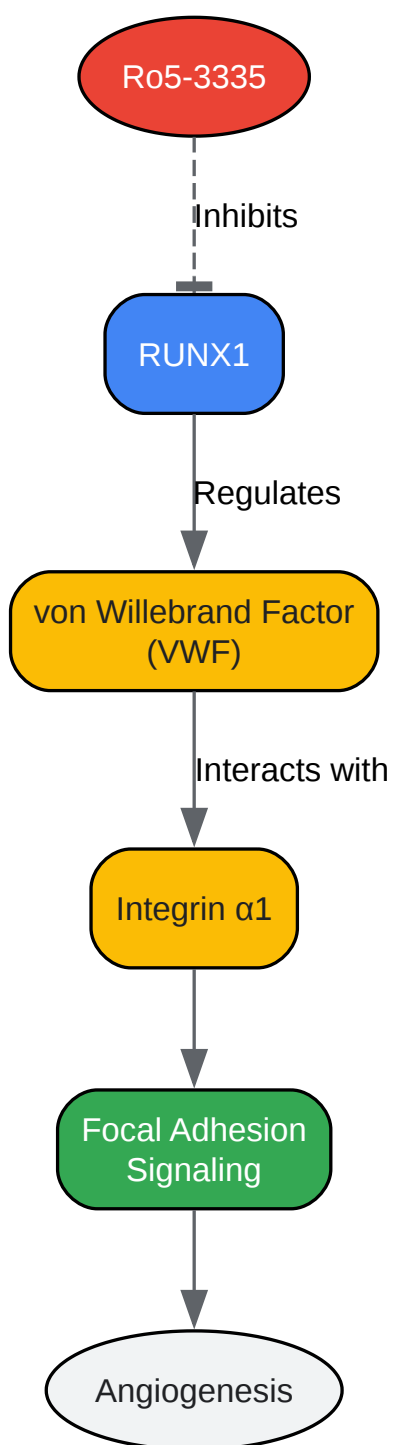 Ro5-3335
Inhibits
RUNX1
Regulates
von Willebrand Factor
(VWF)
Interacts with
Integrin α1
Focal Adhesion
Signaling
Angiogenesis